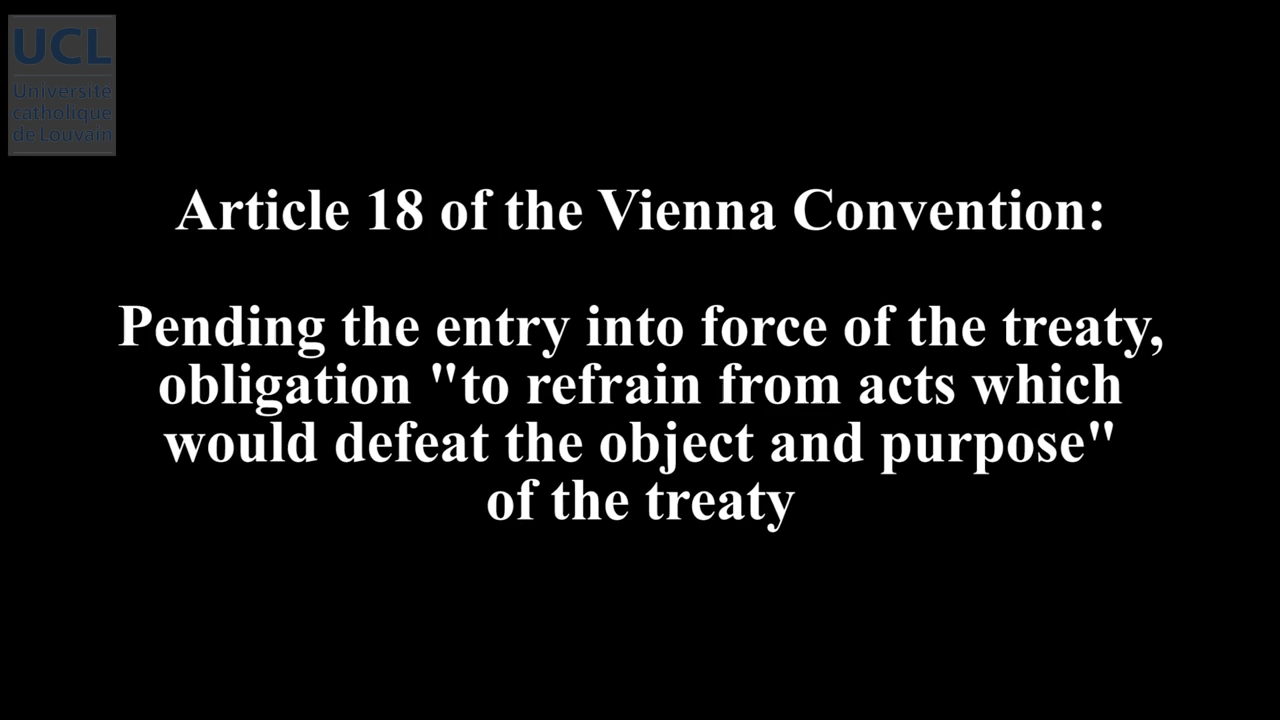 UCL
Université
catholique
de Louvain
Article 18 of the Vienna Convention:
Pending the entry into force of the treaty,
obligation "to refrain from acts which
would defeat the object and purpose"
of the treaty